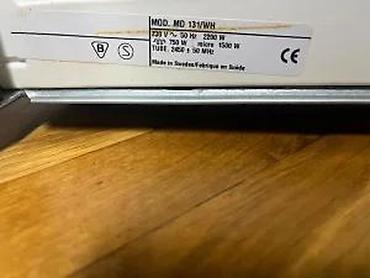 MOD. MD 131/WH
230 V ~ 50 Hz 2200 W
750 W micro 1500 W
TUBE 2450 ± 50 MHz
B S CE
Made in Sweden/Fabriqué en Suède